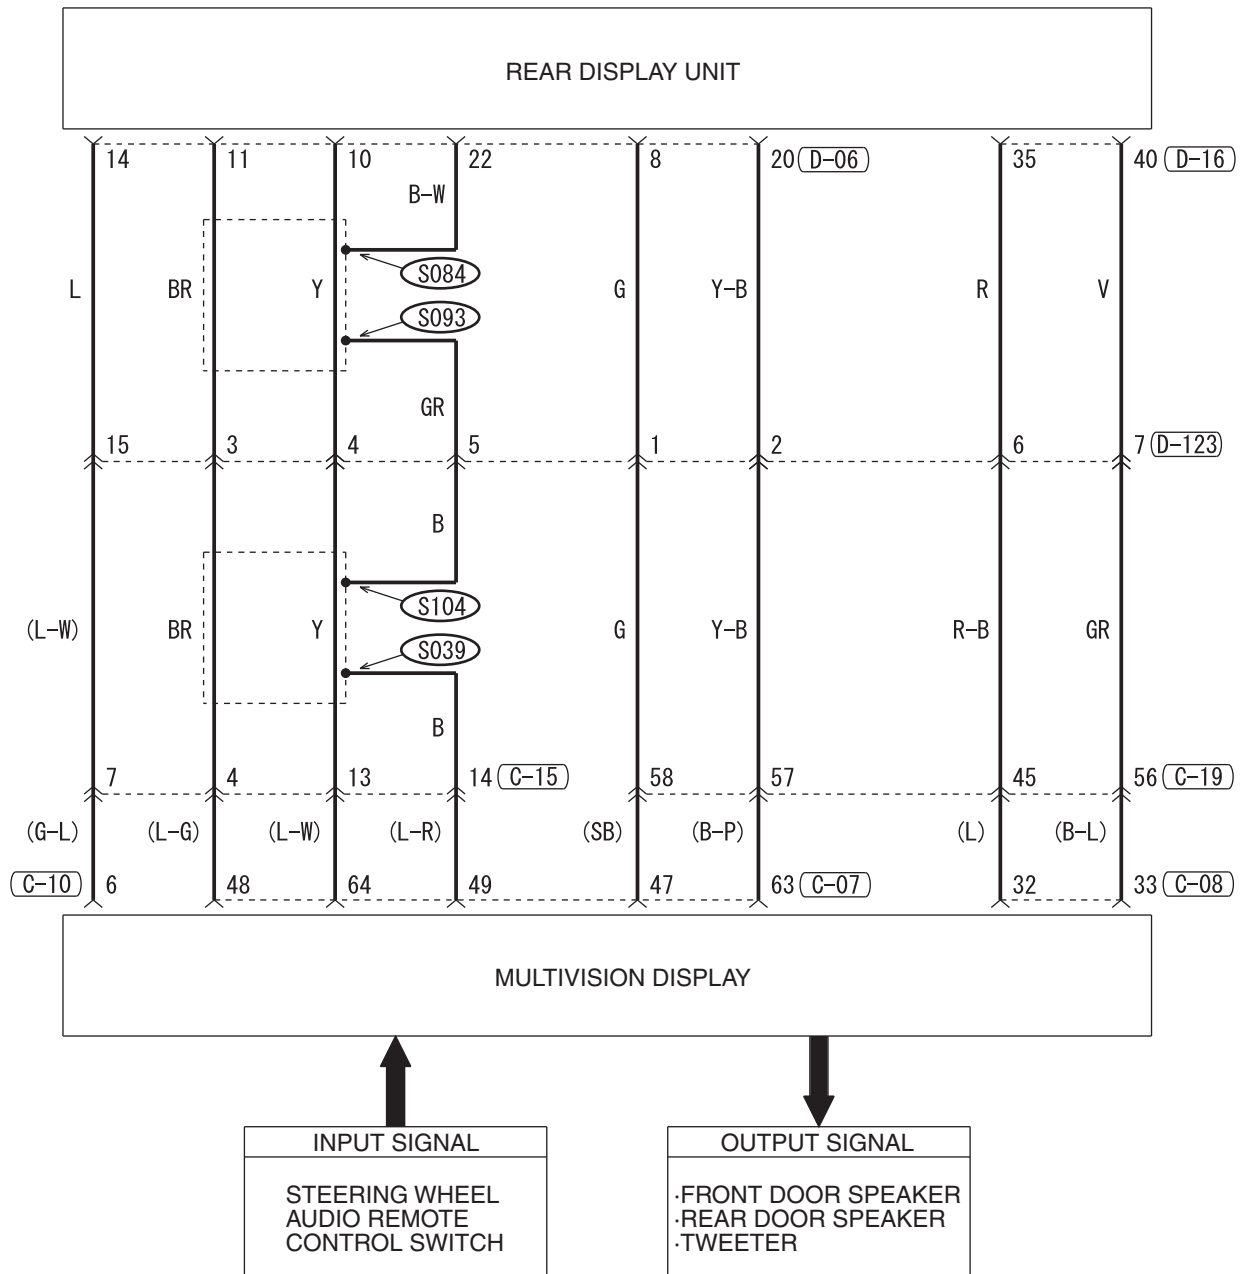 REAR DISPLAY UNIT
14 11 10 22 8 20 D-06 35 40 D-16
B-W
S084
L BR Y G Y-B R V
S093
GR
15 3 4 5 1 2 6 7 D-123
B
S104
(L-W) BR Y G Y-B R-B GR
S039
B
7 4 13 14 C-15 58 57 45 56 C-19
(G-L) (L-G) (L-W) (L-R) (SB) (B-P) (L) (B-L)
C-10 6 48 64 49 47 63 C-07 32 33 C-08
MULTIVISION DISPLAY
INPUT SIGNAL
STEERING WHEEL
AUDIO REMOTE
CONTROL SWITCH
OUTPUT SIGNAL
·FRONT DOOR SPEAKER
·REAR DOOR SPEAKER
·TWEETER